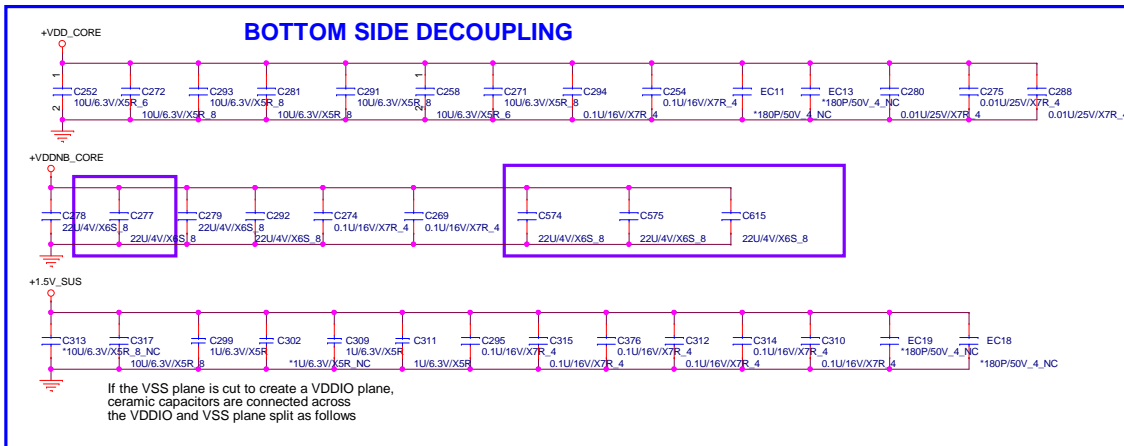 BOTTOM SIDE DECOUPLING
+VDD_CORE
1
2
C252
10U/6.3V/X5R_6
C272
10U/6.3V/X5R_8
C293
10U/6.3V/X5R_8
C281
10U/6.3V/X5R_8
C291
10U/6.3V/X5R_8
1
2
C258
10U/6.3V/X5R_6
C271
10U/6.3V/X5R_8
C294
0.1U/16V/X7R_4
C254
0.1U/16V/X7R_4
EC11
*180P/50V_4_NC
EC13
*180P/50V_4_NC
C280
0.01U/25V/X7R_4
C275
0.01U/25V/X7R_4
C288
0.01U/25V/X7R_4
+VDDNB_CORE
C278
22U/4V/X6S_8
C277
22U/4V/X6S_8
C279
22U/4V/X6S_8
C292
22U/4V/X6S_8
C274
0.1U/16V/X7R_4
C269
0.1U/16V/X7R_4
C574
22U/4V/X6S_8
C575
22U/4V/X6S_8
C615
22U/4V/X6S_8
+1.5V_SUS
C313
*10U/6.3V/X5R_8_NC
C317
10U/6.3V/X5R_8
C299
1U/6.3V/X5R
C302
*1U/6.3V/X5R_NC
C309
1U/6.3V/X5R
C311
1U/6.3V/X5R
C295
0.1U/16V/X7R_4
C315
0.1U/16V/X7R_4
C376
0.1U/16V/X7R_4
C312
0.1U/16V/X7R_4
C314
0.1U/16V/X7R_4
C310
0.1U/16V/X7R_4
EC19
*180P/50V_4_NC
EC18
*180P/50V_4_NC
If the VSS plane is cut to create a VDDIO plane,
ceramic capacitors are connected across
the VDDIO and VSS plane split as follows